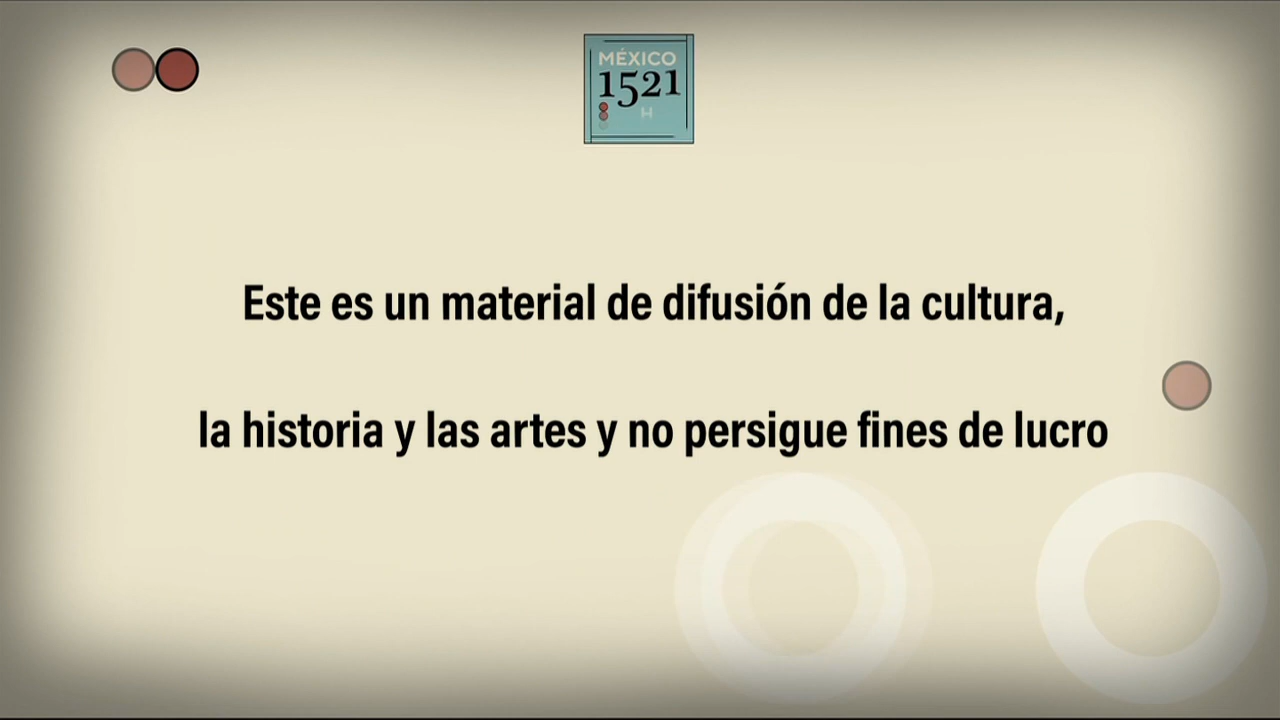 MÉXICO
1521
H
Este es un material de difusión de la cultura,
la historia y las artes y no persigue fines de lucro